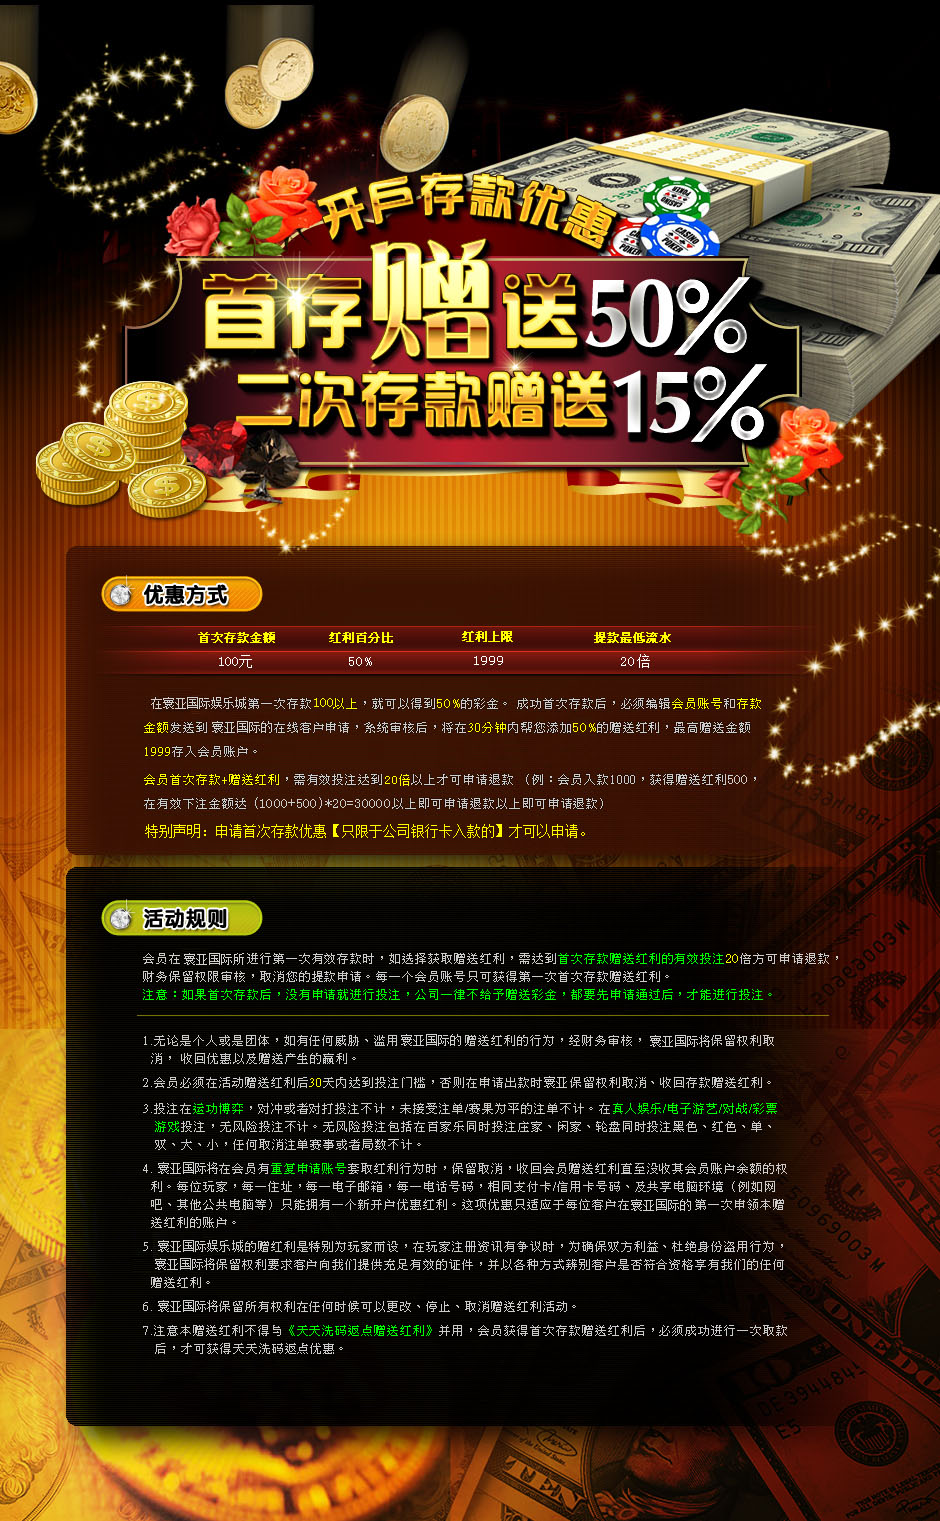 开戶存款优惠
首存赠送50%
二次存款赠送15%
优惠方式
首次存款金額 红利百分比 红利上限 提款最低流水
100元 50% 1999 20倍
在寰亚国际娱乐城第一次存款100以上，就可以得到50%的彩金。 成功首次存款后，必须编辑会员账号和存款
金额发送到 寰亚国际的在线客户申请，系统审核后，将在30分钟内帮您添加50%的赠送红利，最高赠送金额
1999存入会员账户。
会员首次存款+赠送红利，需有效投注达到20倍以上才可申请退款 （例：会员入款1000，获得赠送红利500，
在有效下注金额达 (1000+500)*20=30000以上即可申请退款以上即可申请退款）
特别声明：申请首次存款优惠【只限于公司银行卡入款的】才可以申请。
活动规则
会员在 寰亚国际所进行第一次有效存款时，如选择获取赠送红利，需达到首次存款赠送红利的有效投注20倍方可申请退款，
财务保留权限审核，取消您的提款申请。每一个会员账号只可获得第一次首次存款赠送红利。
注意：如果首次存款后，没有申请就进行投注，公司一律不给予赠送彩金，都要先申请通过后，才能进行投注。
1.无论是个人或是团体，如有任何威胁、滥用寰亚国际的 赠送红利的行为，经财务审核， 寰亚国际将保留权利取
消， 收回优惠以及赠送产生的赢利。
2.会员必须在活动赠送红利后30天内达到投注门槛，否则在申请出款时寰亚保留权利取消、收回存款赠送红利。
3.投注在运功博弈，对冲或者对打投注不计，未接受注单/赛果为平的注单不计。在真人娱乐/电子游艺/对战/彩票
游戏投注，无风险投注不计。无风险投注包括在百家乐同时投注庄家、闲家、轮盘同时投注黑色、红色、单、
双、大、小，任何取消注单赛事或者局数不计。
4. 寰亚国际将在会员有重复申请账号套取红利行为时，保留取消，收回会员赠送红利直至没收其会员账户余额的权
利。每位玩家，每一住址，每一电子邮箱，每一电话号码，相同支付卡/信用卡号码、及共享电脑环境（例如网
吧、其他公共电脑等）只能拥有一个新开户优惠红利。这项优惠只适应于每位客户在寰亚国际的 第一次申领本赠
送红利的账户。
5. 寰亚国际娱乐城的赠红利是特别为玩家而设，在玩家注册资讯有争议时，为确保双方利益、杜绝身份盗用行为，
寰亚国际将保留权利要求客户向我们提供充足有效的证件，并以各种方式辨别客户是否符合资格享有我们的任何
赠送红利。
6. 寰亚国际将保留所有权利在任何时候可以更改、停止、取消赠送红利活动。
7.注意本赠送红利不得与《天天洗码返点赠送红利》并用，会员获得首次存款赠送红利后，必须成功进行一次取款
后，才可获得天天洗码返点优惠。